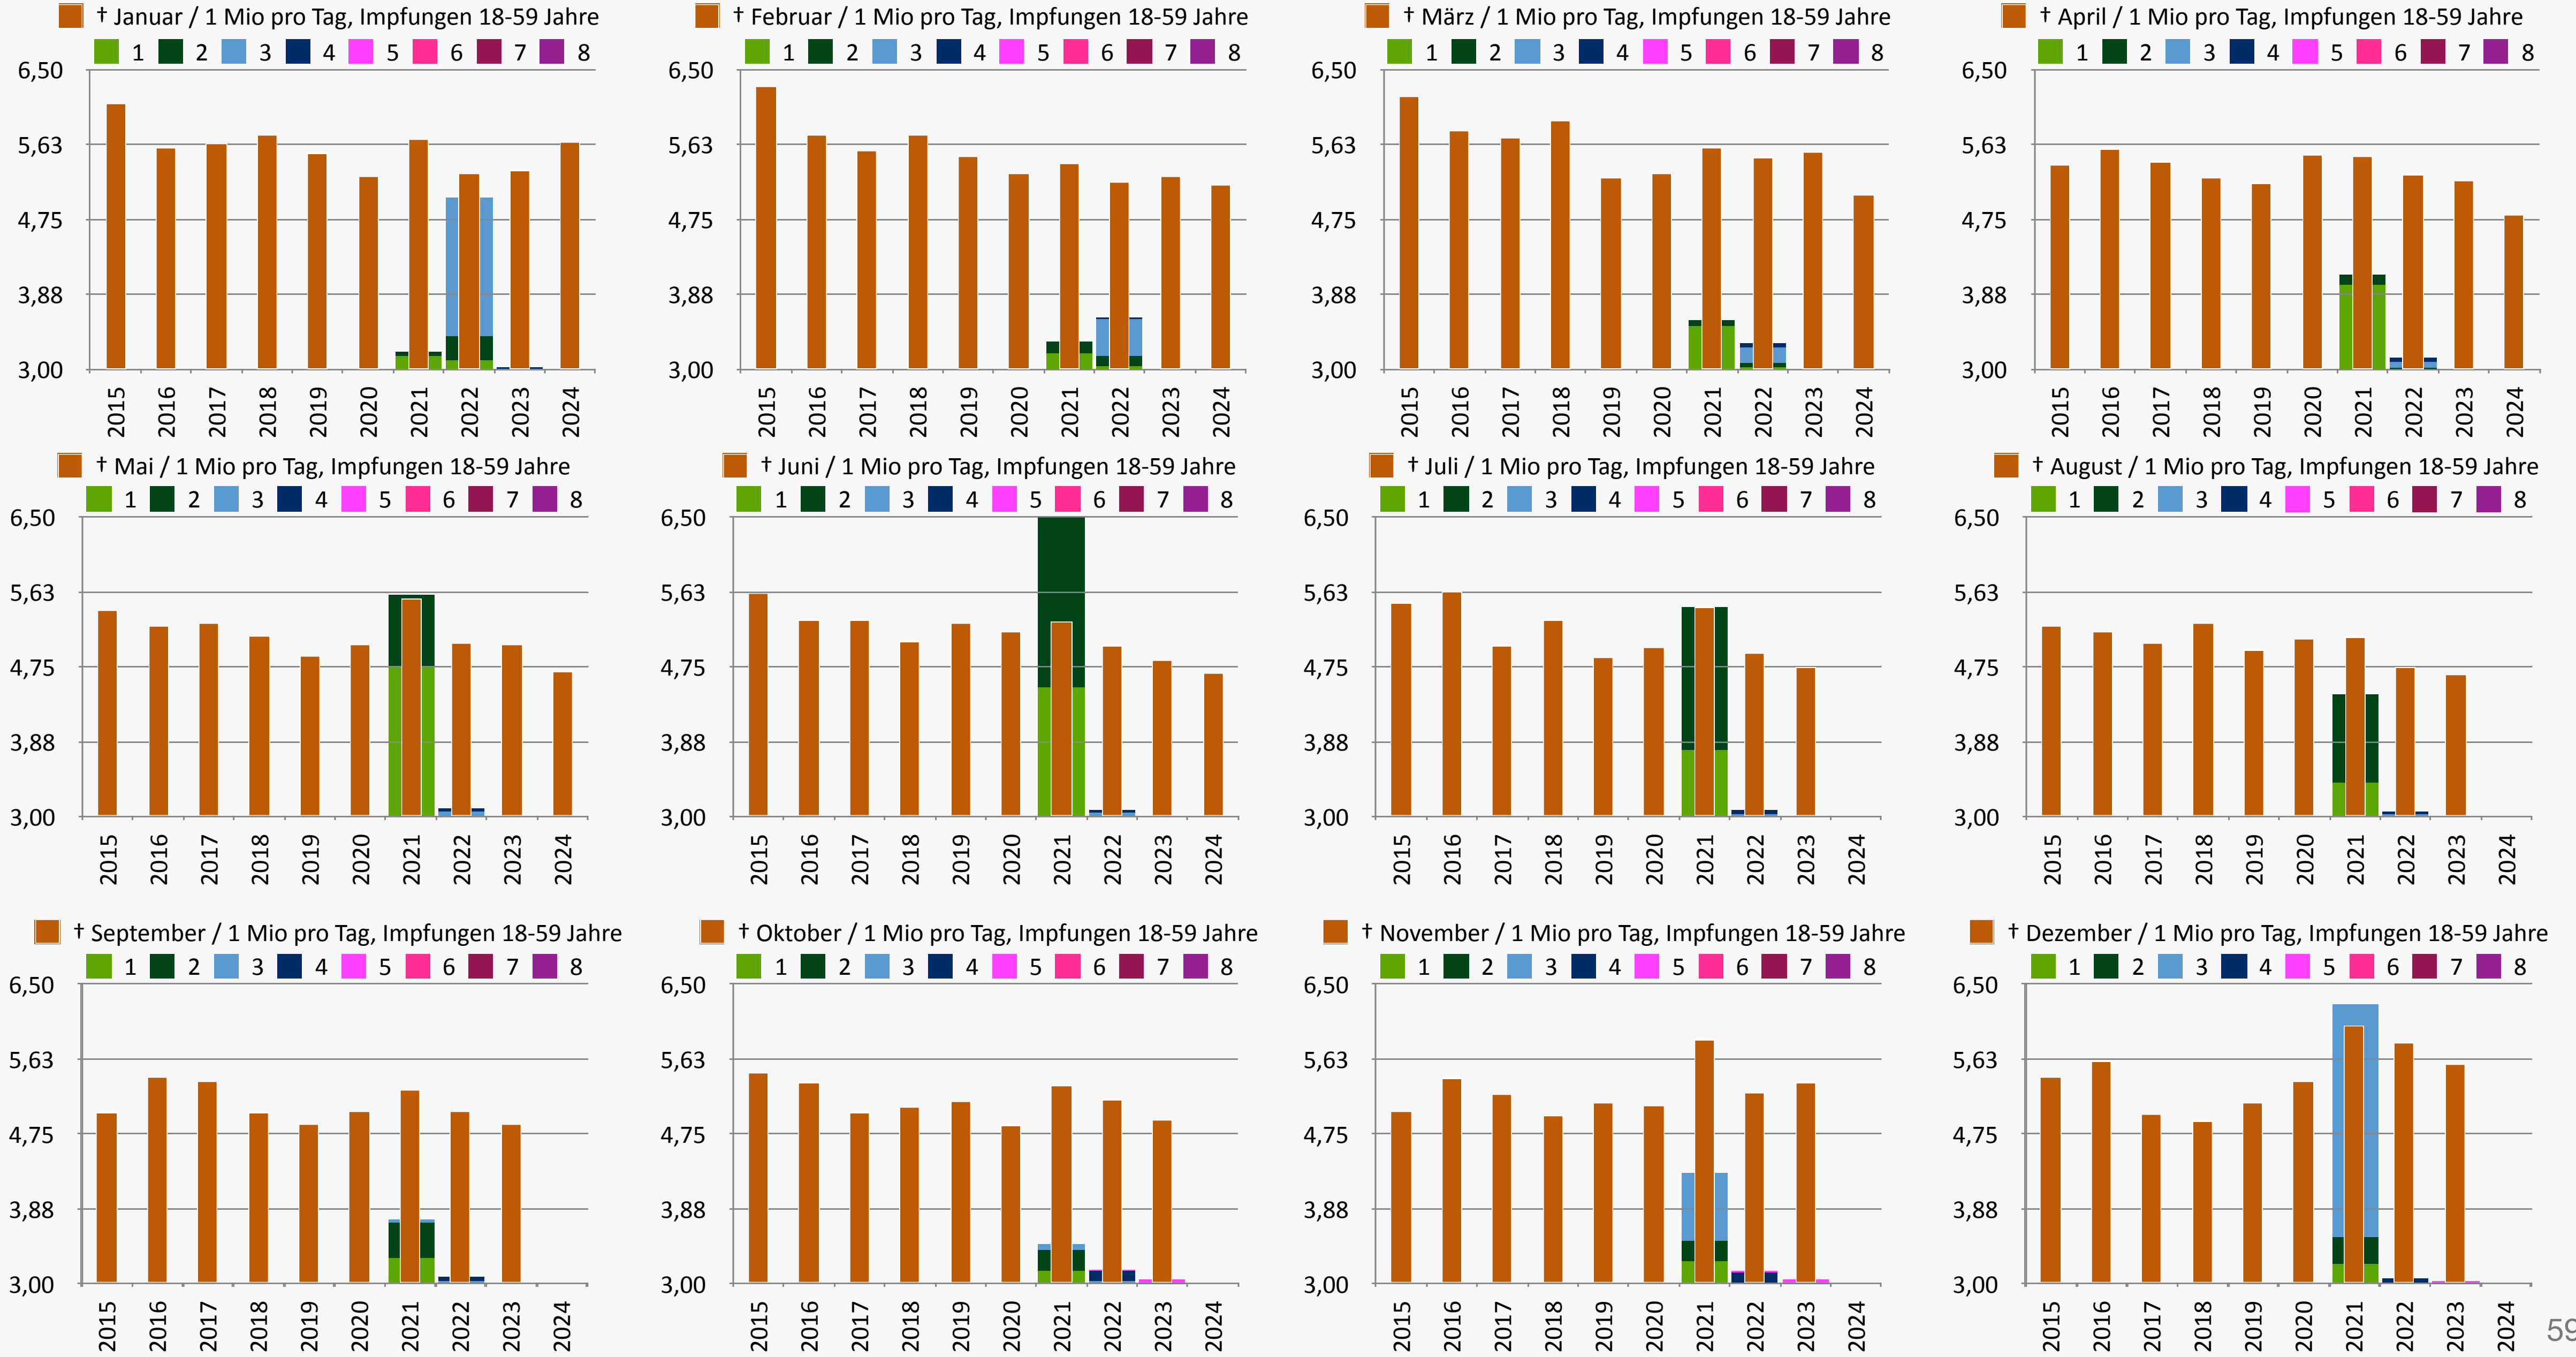 † Januar / 1 Mio pro Tag, Impfungen 18-59 Jahre
1 2 3 4 5 6 7 8
6,50
5,63
4,75
3,88
3,00
2015 2016 2017 2018 2019 2020 2021 2022 2023 2024
† Februar / 1 Mio pro Tag, Impfungen 18-59 Jahre
1 2 3 4 5 6 7 8
6,50
5,63
4,75
3,88
3,00
2015 2016 2017 2018 2019 2020 2021 2022 2023 2024
† März / 1 Mio pro Tag, Impfungen 18-59 Jahre
1 2 3 4 5 6 7 8
6,50
5,63
4,75
3,88
3,00
2015 2016 2017 2018 2019 2020 2021 2022 2023 2024
† April / 1 Mio pro Tag, Impfungen 18-59 Jahre
1 2 3 4 5 6 7 8
6,50
5,63
4,75
3,88
3,00
2015 2016 2017 2018 2019 2020 2021 2022 2023 2024
† Mai / 1 Mio pro Tag, Impfungen 18-59 Jahre
1 2 3 4 5 6 7 8
6,50
5,63
4,75
3,88
3,00
2015 2016 2017 2018 2019 2020 2021 2022 2023 2024
† Juni / 1 Mio pro Tag, Impfungen 18-59 Jahre
1 2 3 4 5 6 7 8
6,50
5,63
4,75
3,88
3,00
2015 2016 2017 2018 2019 2020 2021 2022 2023 2024
† Juli / 1 Mio pro Tag, Impfungen 18-59 Jahre
1 2 3 4 5 6 7 8
6,50
5,63
4,75
3,88
3,00
2015 2016 2017 2018 2019 2020 2021 2022 2023 2024
† August / 1 Mio pro Tag, Impfungen 18-59 Jahre
1 2 3 4 5 6 7 8
6,50
5,63
4,75
3,88
3,00
2015 2016 2017 2018 2019 2020 2021 2022 2023 2024
† September / 1 Mio pro Tag, Impfungen 18-59 Jahre
1 2 3 4 5 6 7 8
6,50
5,63
4,75
3,88
3,00
2015 2016 2017 2018 2019 2020 2021 2022 2023 2024
† Oktober / 1 Mio pro Tag, Impfungen 18-59 Jahre
1 2 3 4 5 6 7 8
6,50
5,63
4,75
3,88
3,00
2015 2016 2017 2018 2019 2020 2021 2022 2023 2024
† November / 1 Mio pro Tag, Impfungen 18-59 Jahre
1 2 3 4 5 6 7 8
6,50
5,63
4,75
3,88
3,00
2015 2016 2017 2018 2019 2020 2021 2022 2023 2024
† Dezember / 1 Mio pro Tag, Impfungen 18-59 Jahre
1 2 3 4 5 6 7 8
6,50
5,63
4,75
3,88
3,00
2015 2016 2017 2018 2019 2020 2021 2022 2023 2024
59